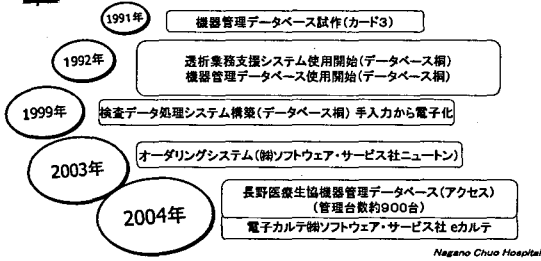 1991年
機器管理データベース試作(カード3)
1992年
透析業務支援システム使用開始(データベース桐)
機器管理データベース使用開始(データベース桐)
1999年
検査データ処理システム構築(データベース桐) 手入力から電子化
2003年
オーダリングシステム(㈱ソフトウェア・サービス社ニュートン)
2004年
長野医療生協機器管理データベース(アクセス)
(管理台数約900台)
電子カルテ㈱ソフトウェア・サービス社 eカルテ
Nagano Chuo Hospital